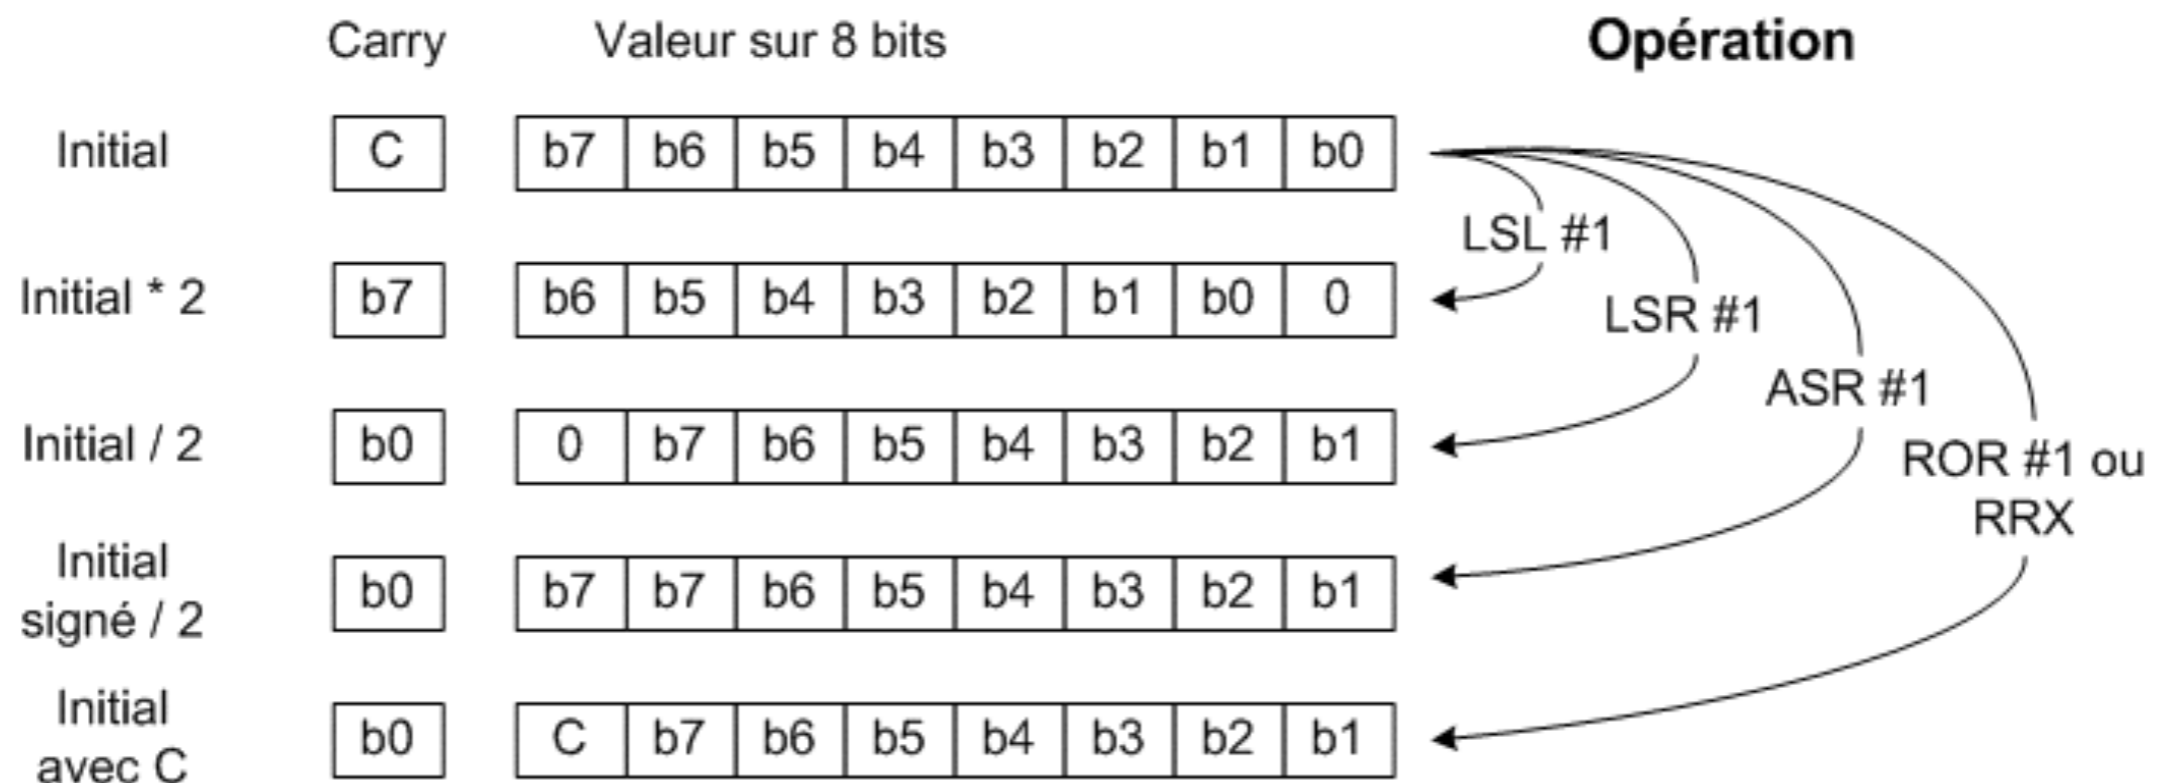 Carry Valeur sur 8 bits Opération
Initial C b7 b6 b5 b4 b3 b2 b1 b0
LSL #1
Initial * 2 b7 b6 b5 b4 b3 b2 b1 b0 0
LSR #1
ASR #1
Initial / 2 b0 0 b7 b6 b5 b4 b3 b2 b1
ROR #1 ou
RRX
Initial
signé / 2 b0 b7 b7 b6 b5 b4 b3 b2 b1
Initial
avec C b0 C b7 b6 b5 b4 b3 b2 b1